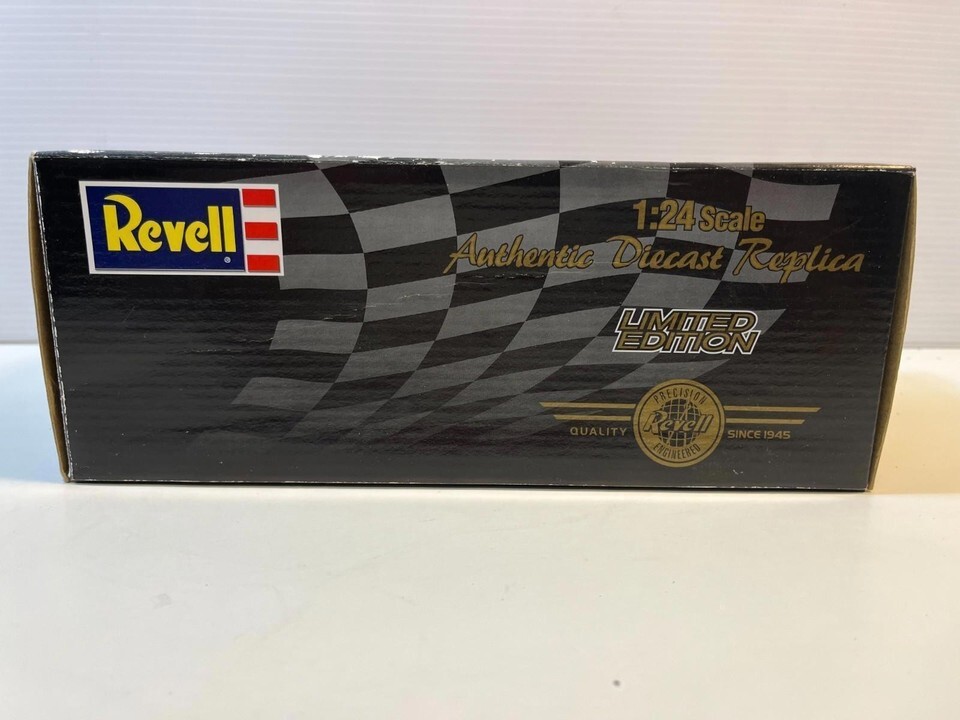 Revell®
1:24 Scale
Authentic Diecast Replica
LIMITED
EDITION
PRECISION
QUALITY Revell SINCE 1945
ENGINEERED